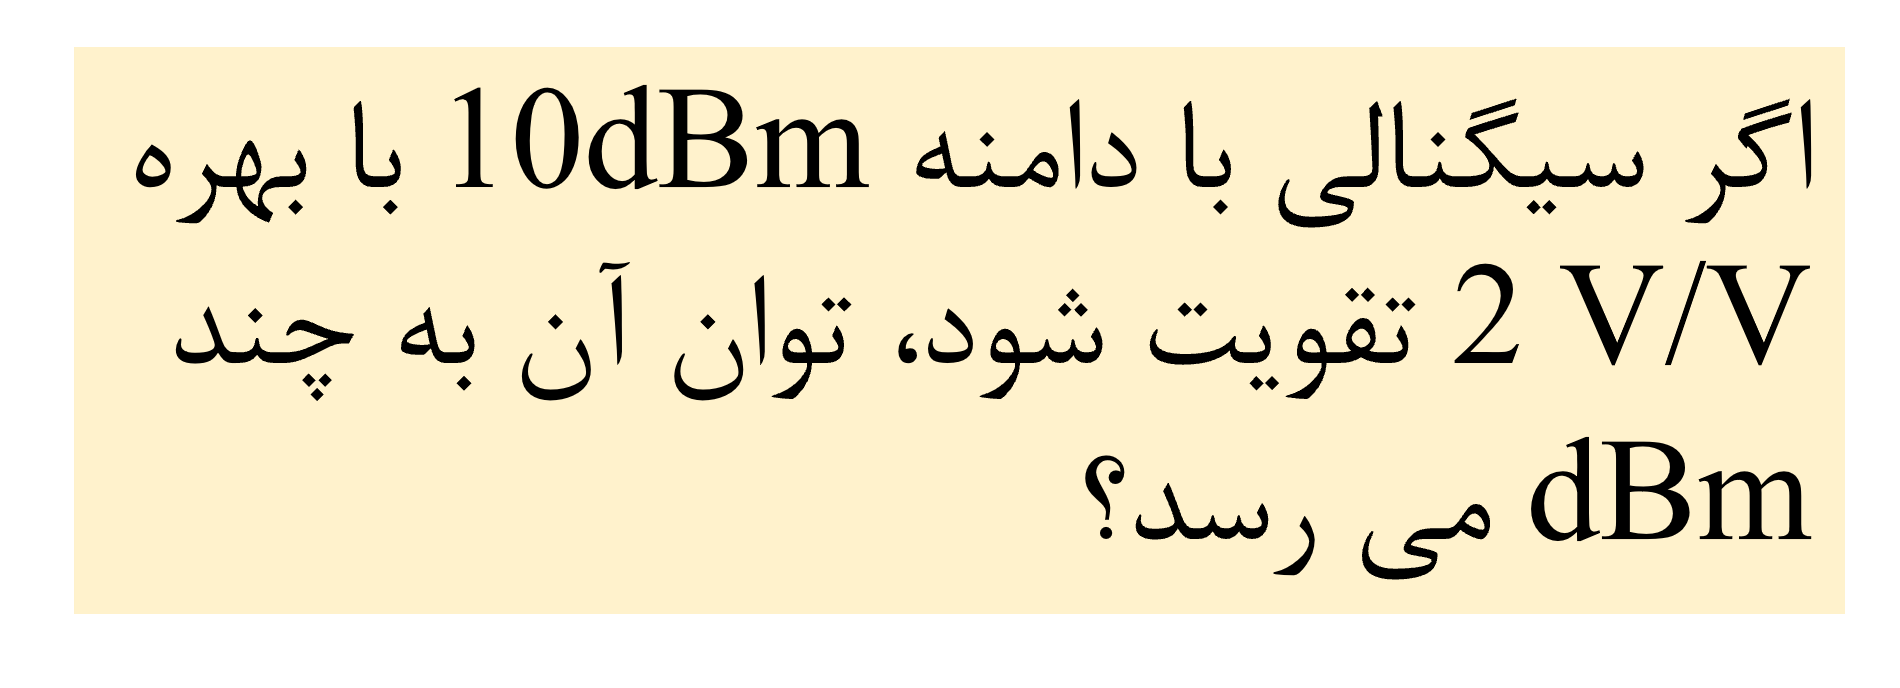 اگر سیگنالی با دامنه 10dBm با بهره
2 V/V تقویت شود، توان آن به چند
dBm می رسد؟